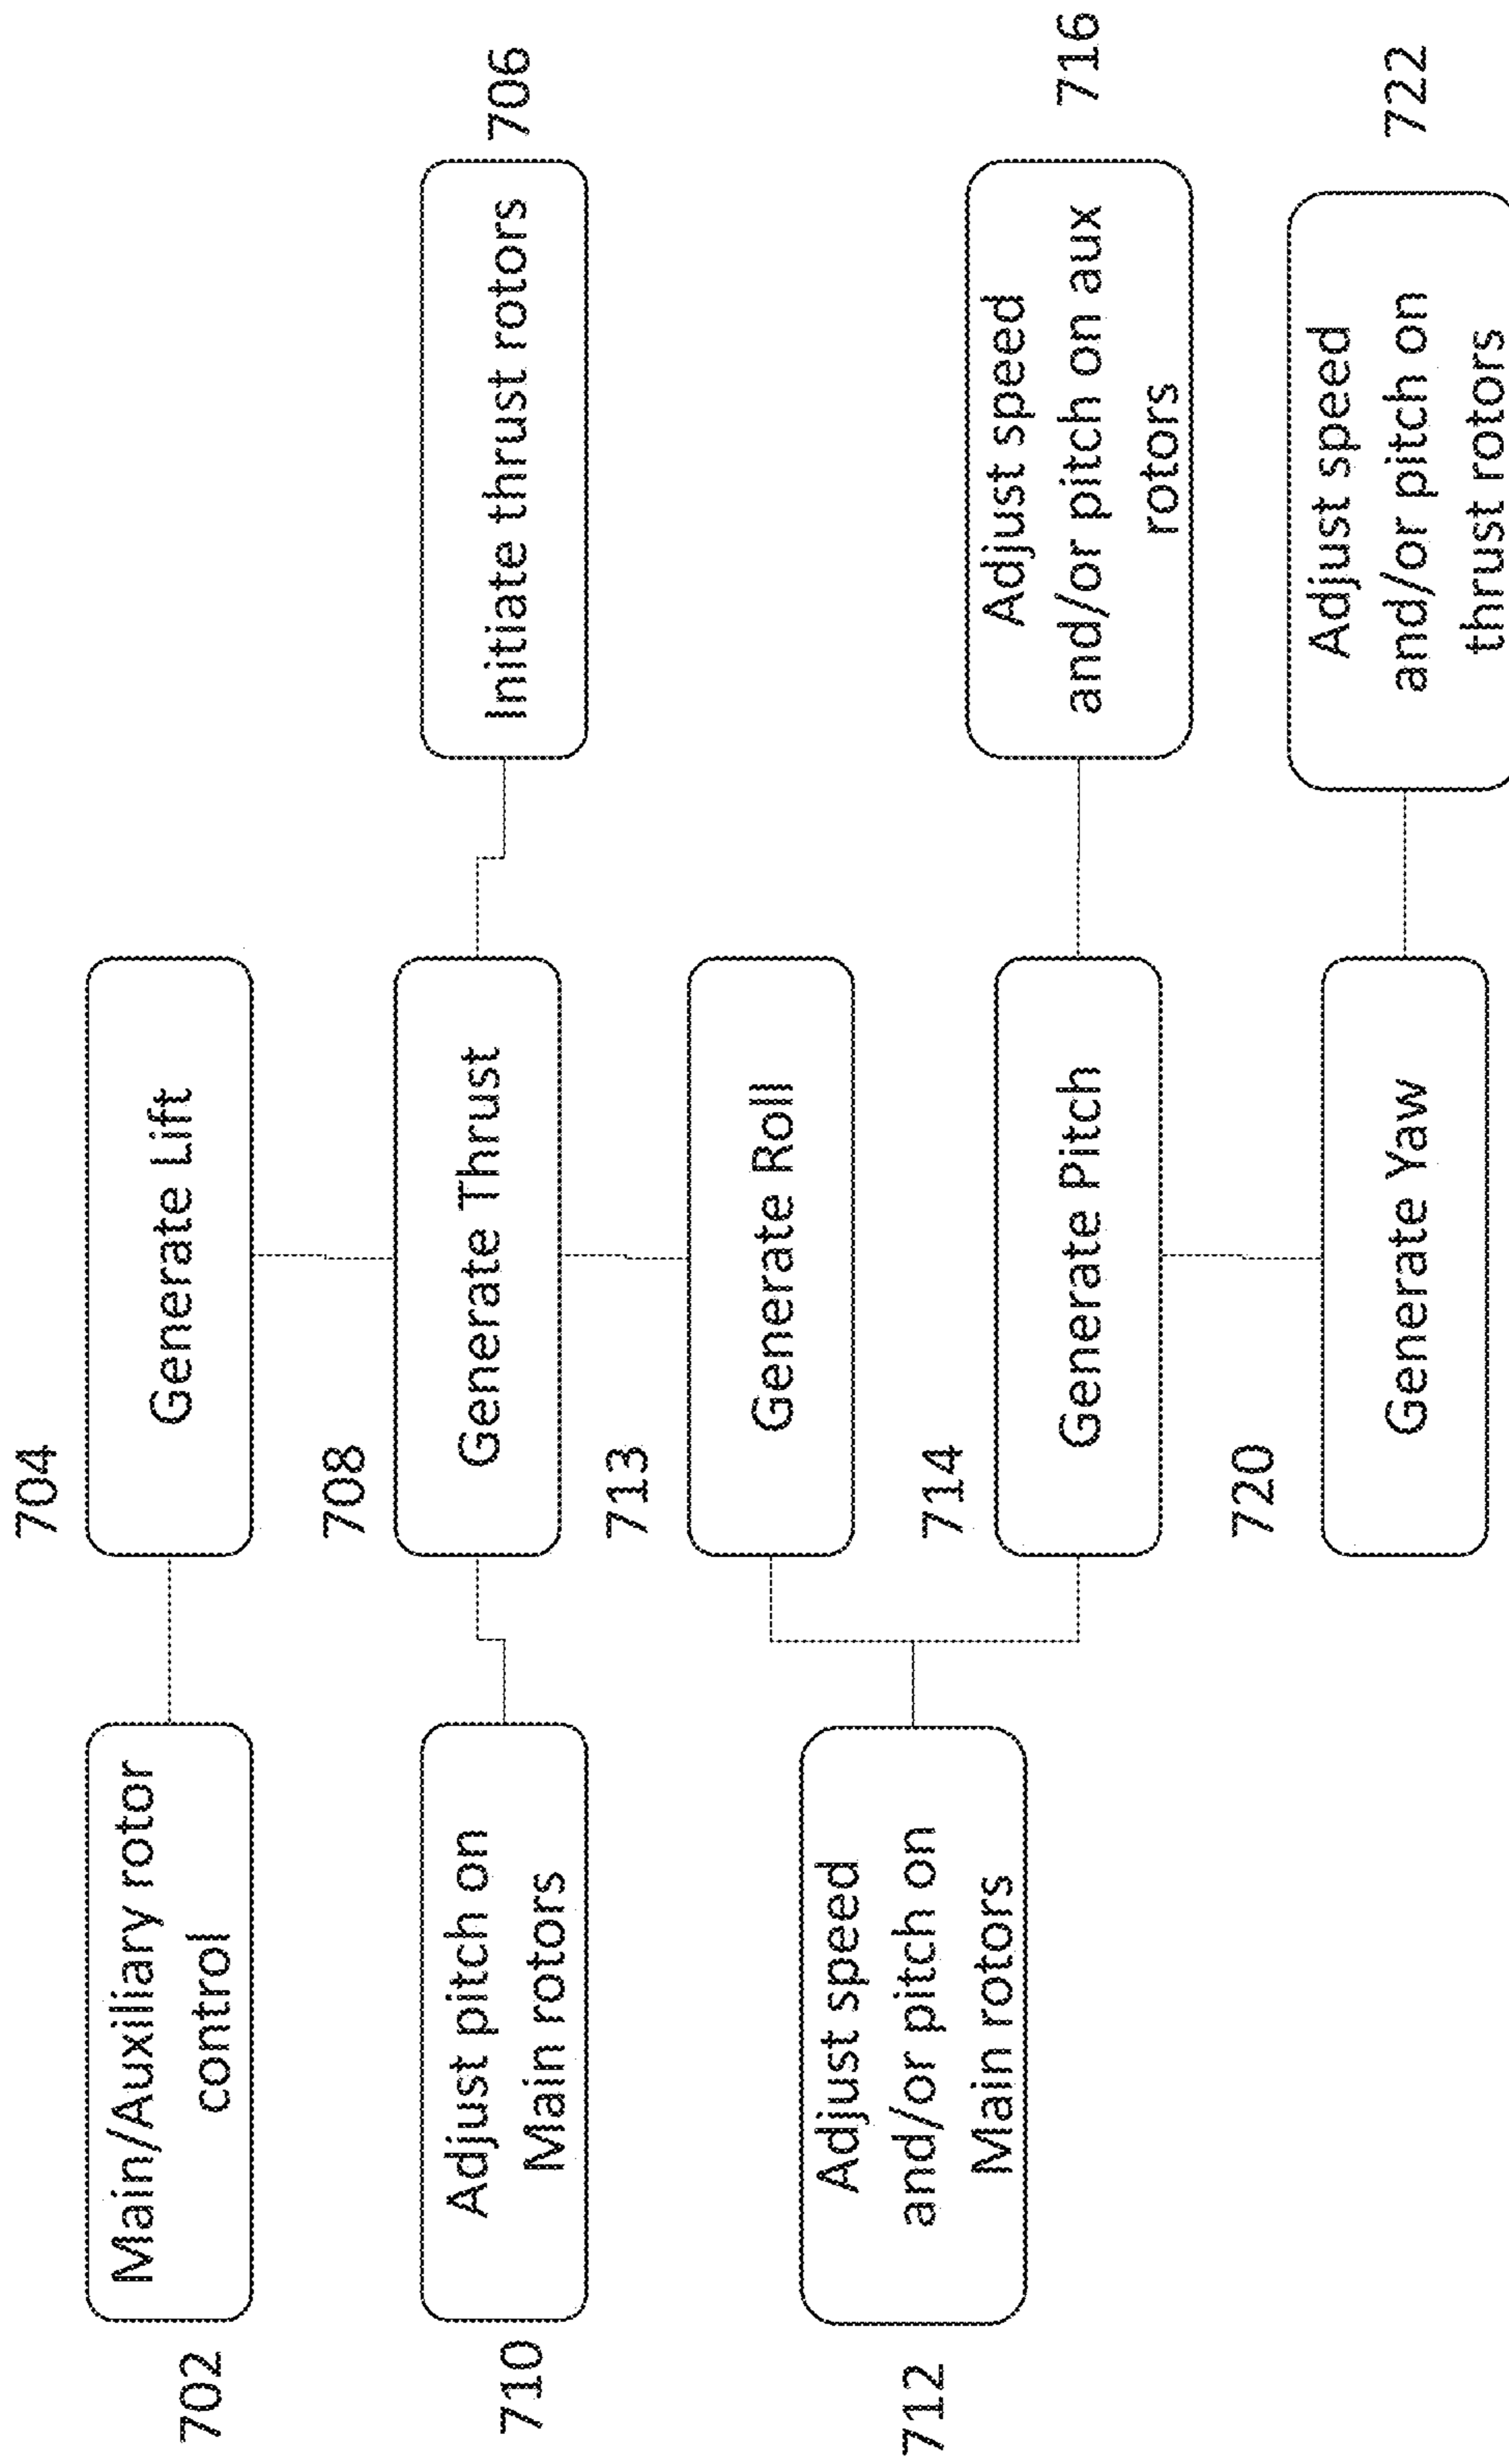 704
Main/Auxiliary rotor
control
702
Generate Lift
708
Adjust pitch on
Main rotors
710
Generate Thrust
Initiate thrust rotors
706
713
Generate Roll
Adjust speed
and/or pitch on
Main rotors
712
714
Generate Pitch
Adjust speed
and/or pitch on aux
rotors
716
720
Generate Yaw
Adjust speed
and/or pitch on
thrust rotors
722